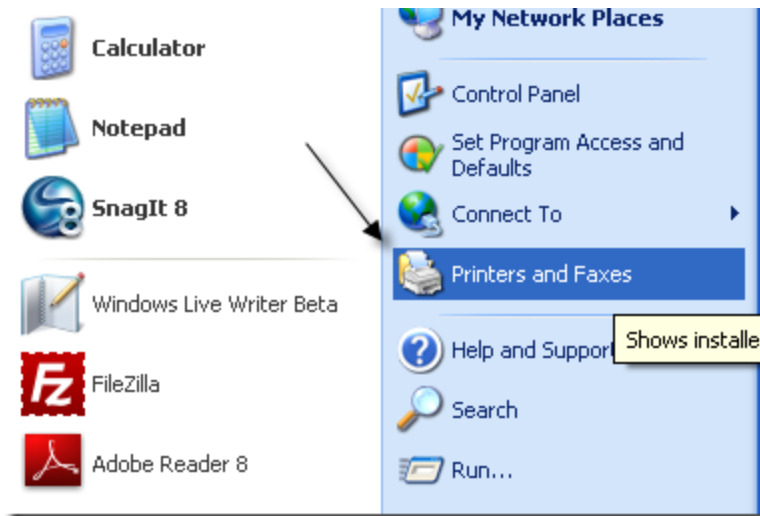 Calculator
Notepad
SnagIt 8
Windows Live Writer Beta
FileZilla
Adobe Reader 8
My Network Places
Control Panel
Set Program Access and
Defaults
Connect To
Printers and Faxes
Shows installe
Help and Suppor
Search
Run...